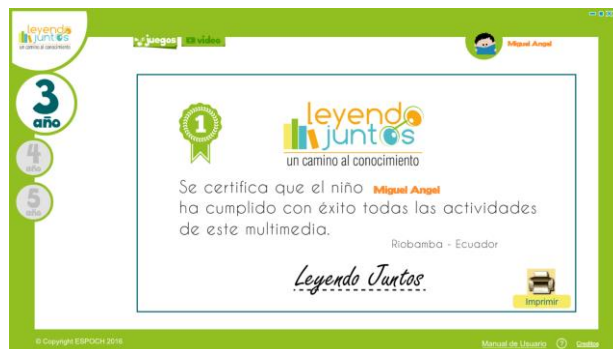 leyendo
juntos
un camino al conocimiento
juegos
video
Miguel Angel
3
año
4
año
5
año
1
leyendo
juntos
un camino al conocimiento
Se certifica que el niño Miguel Angel
ha cumplido con éxito todas las actividades
de este multimedia.
Riobamba - Ecuador
Leyendo Juntos
Imprimir
© Copyright ESPOCH 2016
Manual de Usuario ? Creditos